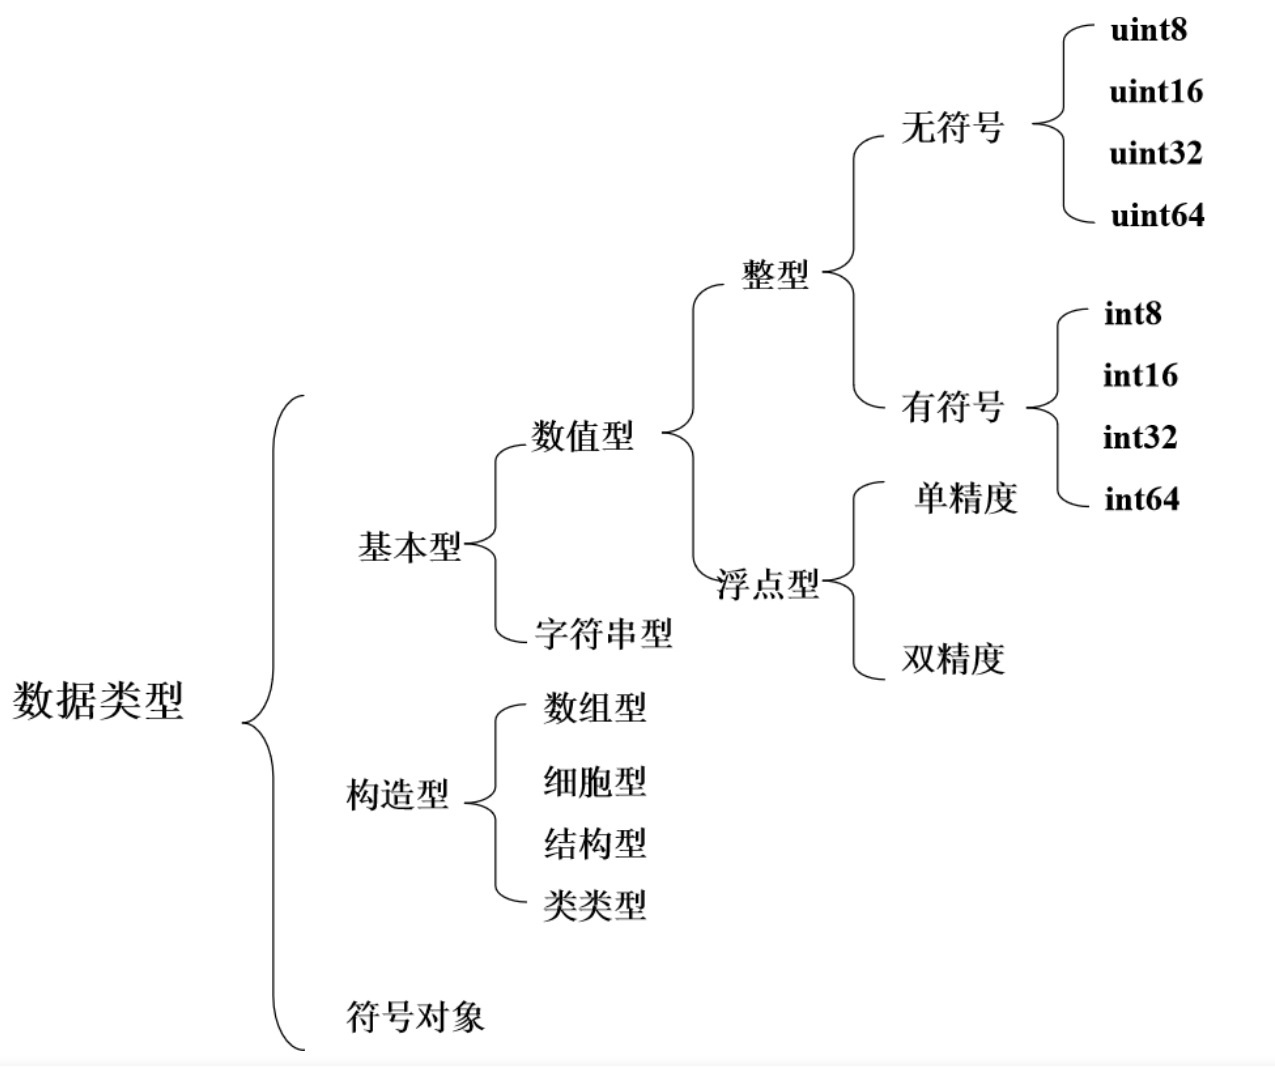 数据类型
基本型
数值型
整型
无符号
uint8
uint16
uint32
uint64
有符号
int8
int16
int32
int64
浮点型
单精度
双精度
字符串型
构造型
数组型
细胞型
结构型
类类型
符号对象